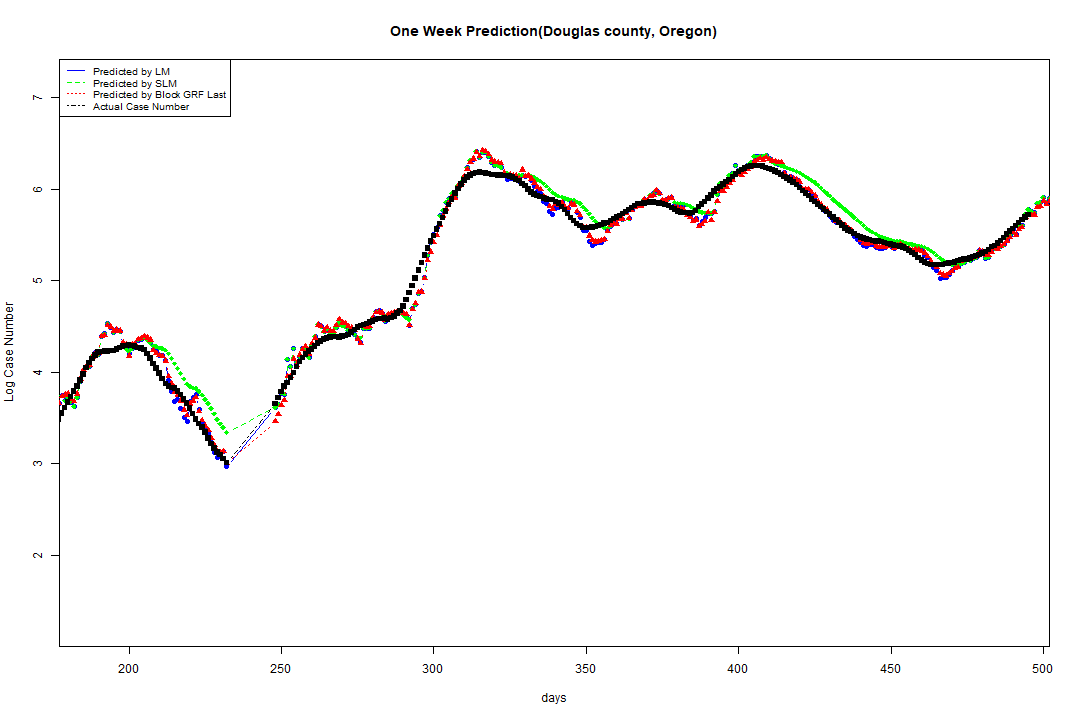 One Week Prediction(Douglas county, Oregon)
Predicted by LM
Predicted by SLM
Predicted by Block GRF Last
Actual Case Number
7
6
5
4
3
2
Log Case Number
200 250 300 350 400 450 500
days